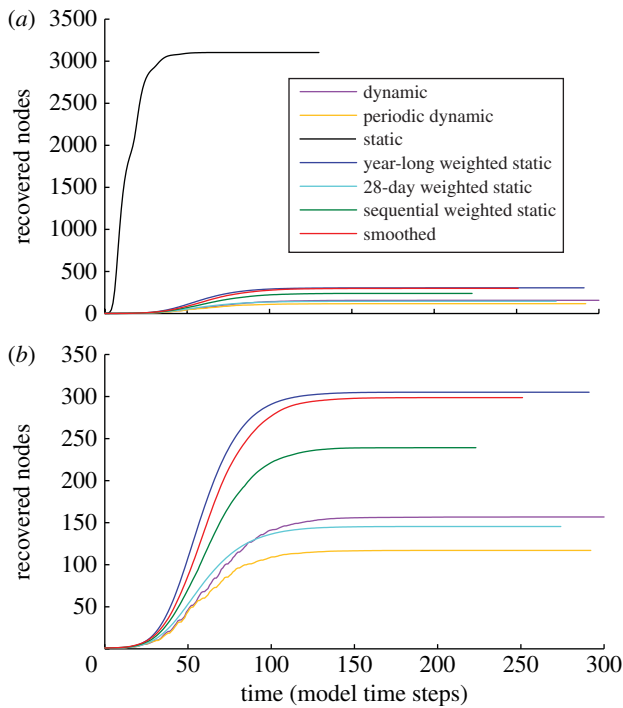 (a)
3500
3000
2500
2000
1500
1000
500
0
recovered nodes
dynamic
periodic dynamic
static
year-long weighted static
28-day weighted static
sequential weighted static
smoothed
(b)
350
300
250
200
150
100
50
recovered nodes
0 50 100 150 200 250 300
time (model time steps)